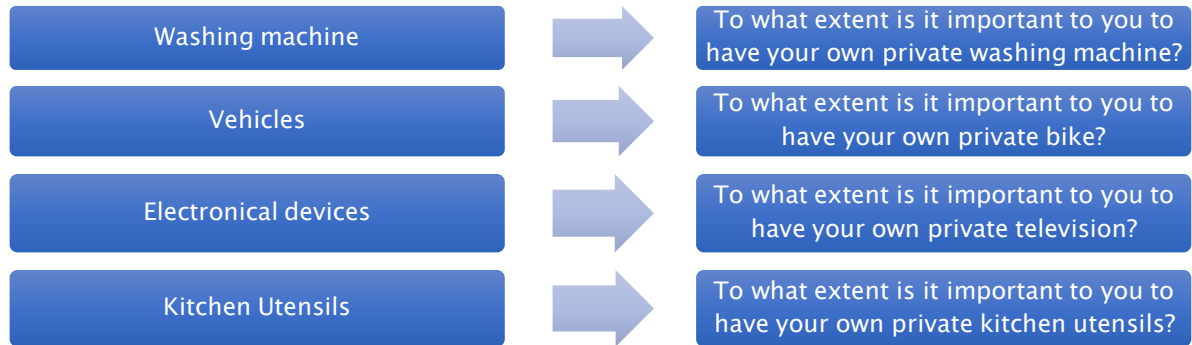 Washing machine
To what extent is it important to you to
have your own private washing machine?
Vehicles
To what extent is it important to you to
have your own private bike?
Electronical devices
To what extent is it important to you to
have your own private television?
Kitchen Utensils
To what extent is it important to you to
have your own private kitchen utensils?